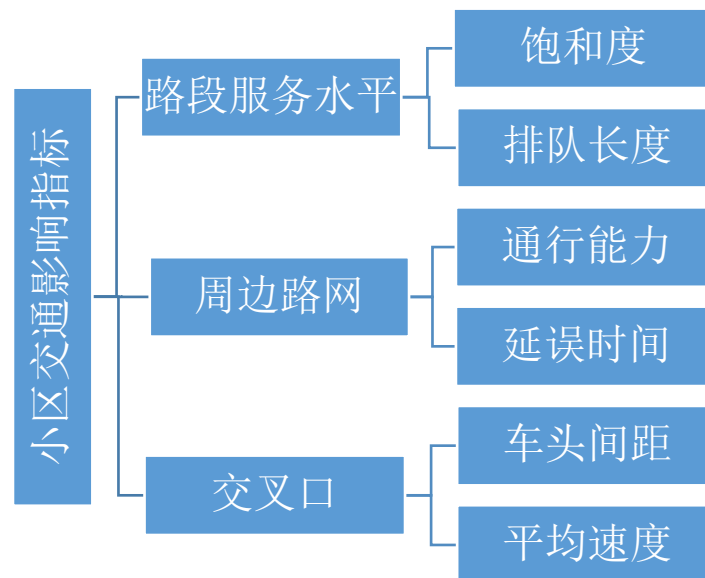 小区交通影响指标
路段服务水平
饱和度
排队长度
周边路网
通行能力
延误时间
交叉口
车头间距
平均速度